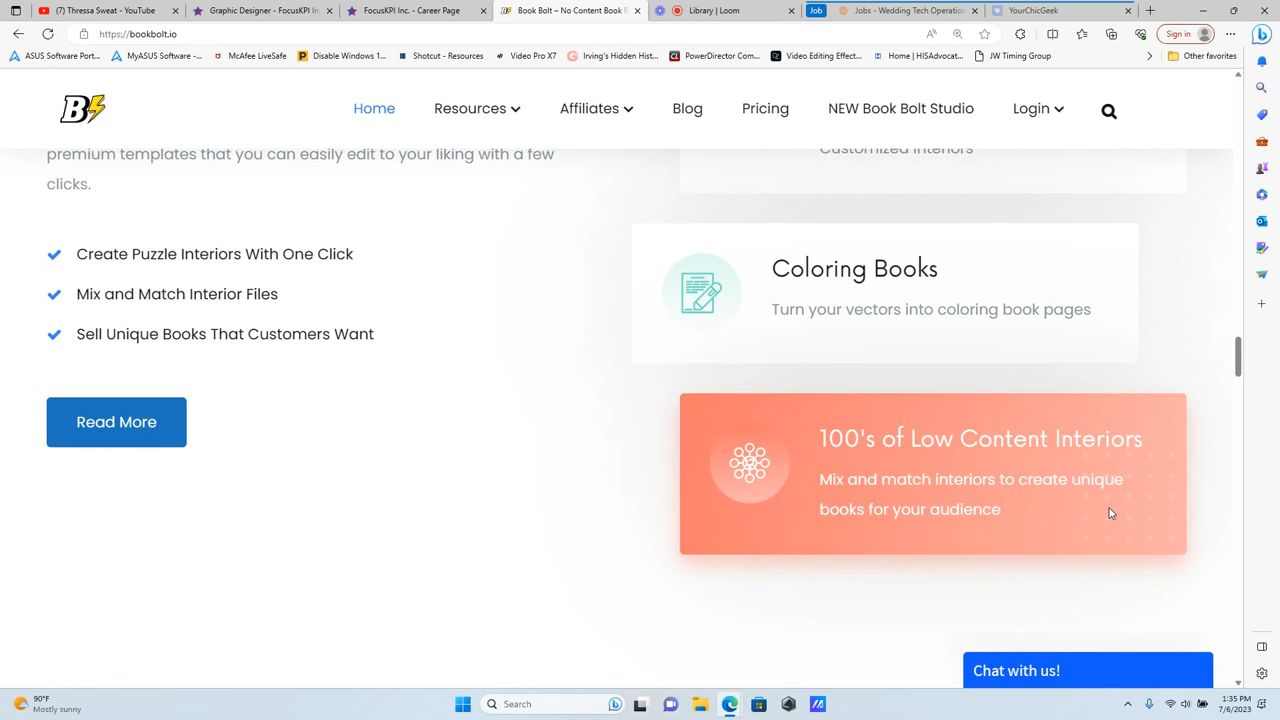 (2) Thressa Sweat - YouTube
Graphic Designer - FocusKPI Inc.
FocusKPI Inc. - Career Page
Book Bolt – No Content Book R
Library | Loom
Job
Jobs - Wedding Tech Operation
YourChicGeek
https://bookbolt.io
Sign in
ASUS Software Port...
MyASUS Software -...
McAfee LiveSafe
Disable Windows 1...
Shotcut - Resources
Video Pro X7
Irving's Hidden Hist...
PowerDirector Com...
Video Editing Effect...
Home | HISAdvocat...
JW Timing Group
Other favorites
B
Home
Resources
Affiliates
Blog
Pricing
NEW Book Bolt Studio
Login
premium templates that you can easily edit to your liking with a few
clicks.
Customized Interiors
Create Puzzle Interiors With One Click
Mix and Match Interior Files
Sell Unique Books That Customers Want
Read More
Coloring Books
Turn your vectors into coloring book pages
100's of Low Content Interiors
Mix and match interiors to create unique
books for your audience
Chat with us!
90°F
Mostly sunny
Search
1:35 PM
7/6/2023